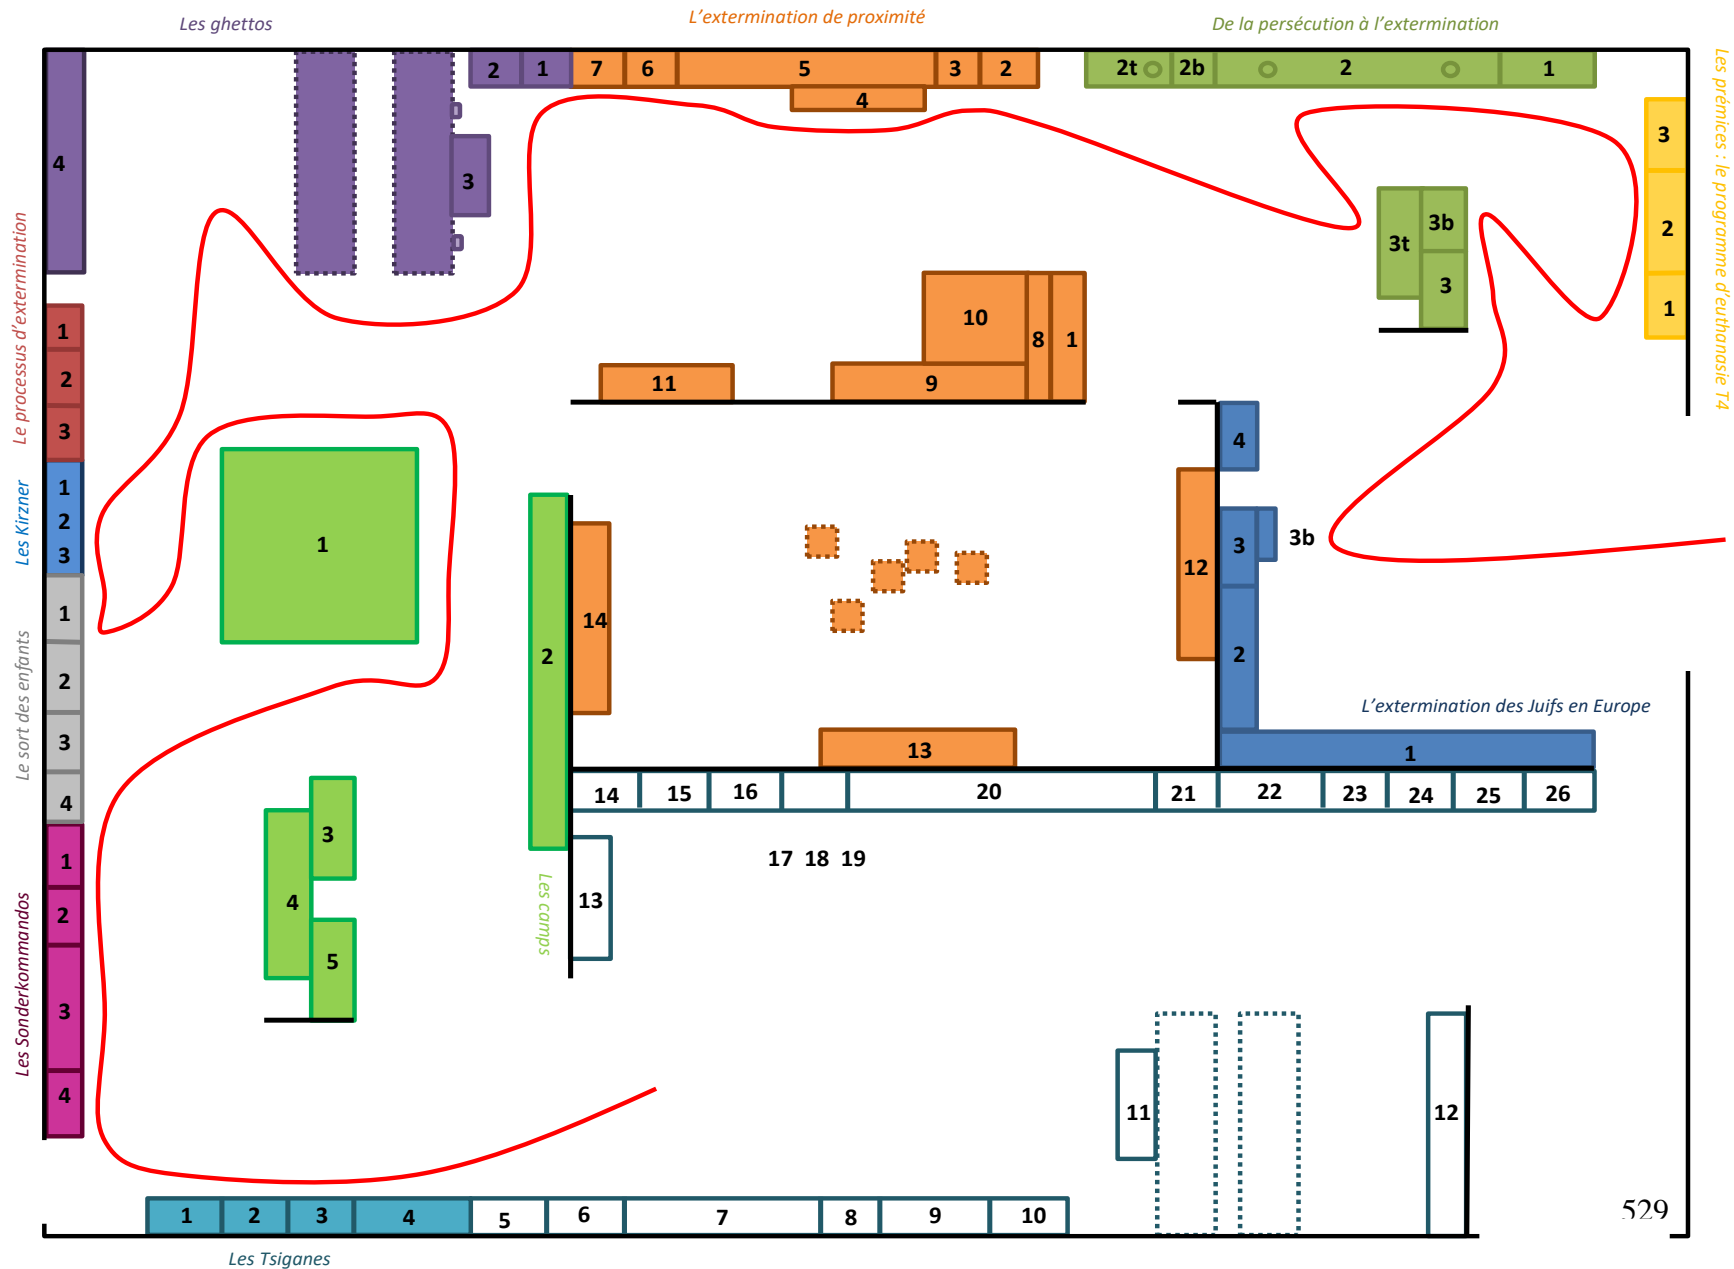 Les ghettos
L'extermination de proximité
De la persécution à l'extermination
Les prémices : le programme d'euthanasie T4
2 1 7 6 5 3 2
4
2t 2b 2 1
3
2
1
4
3
3t 3b
3
Le processus d'extermination
1
2
3
10 8 1
11 9
Les Kirzner
1
2
3
1
4
3 3b
12
2
14
2
L'extermination des Juifs en Europe
1
13
Le sort des enfants
1
2
3
4
14 15 16 20 21 22 23 24 25 26
17 18 19
13
Les camps
3
4
5
Les Sonderkommandos
1
2
3
4
11
12
529
1 2 3 4 5 6 7 8 9 10
Les Tsiganes